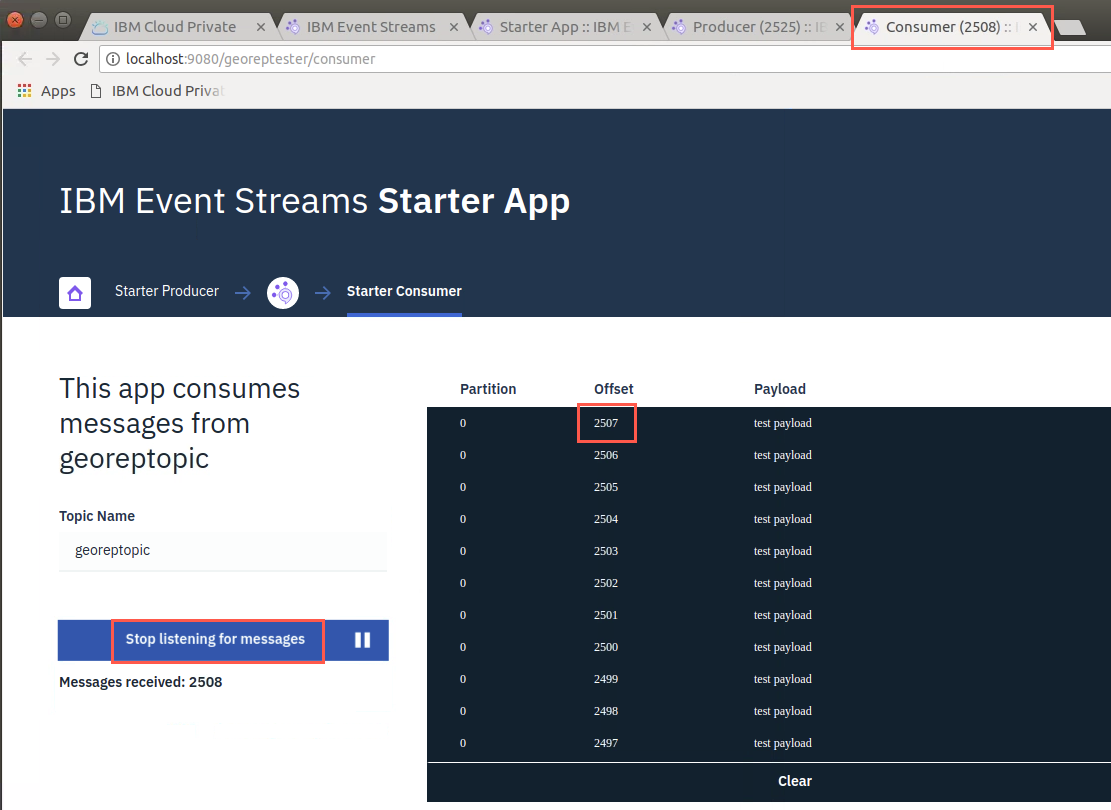 IBM Cloud Private
IBM Event Streams
Starter App :: IBM E
Producer (2525) :: IB
Consumer (2508) ::
localhost:9080/georeptester/consumer
Apps
IBM Cloud Privat
IBM Event Streams Starter App
Starter Producer
Starter Consumer
This app consumes
messages from
georeptopic
Topic Name
georeptopic
Stop listening for messages
Messages received: 2508
Partition Offset Payload
0 2507 test payload
0 2506 test payload
0 2505 test payload
0 2504 test payload
0 2503 test payload
0 2502 test payload
0 2501 test payload
0 2500 test payload
0 2499 test payload
0 2498 test payload
0 2497 test payload
Clear